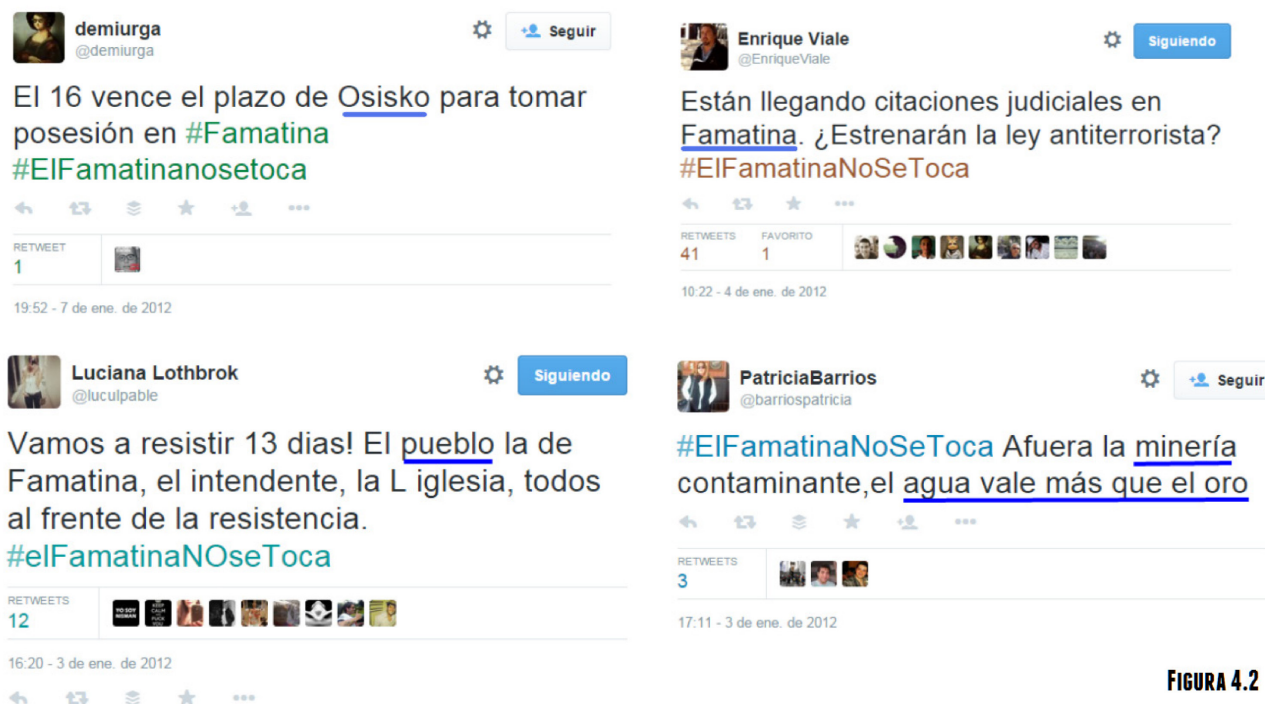 demiurga
@demiurga
Seguir
El 16 vence el plazo de Osisko para tomar
posesión en #Famatina
#ElFamatinanosetoca
RETWEET
1
19:52 - 7 de ene. de 2012
Enrique Viale
@EnriqueViale
Siguiendo
Están llegando citaciones judiciales en
Famatina. ¿Estrenarán la ley antiterrorista?
#ElFamatinaNoSeToca
RETWEETS FAVORITO
41 1
10:22 - 4 de ene. de 2012
Luciana Lothbrok
@luculpable
Siguiendo
Vamos a resistir 13 dias! El pueblo la de
Famatina, el intendente, la L iglesia, todos
al frente de la resistencia.
#elFamatinaNOseToca
RETWEETS
12
YO SOY
WOMAN
KEEP
CALM
16:20 - 3 de ene. de 2012
PatriciaBarrios
@barriospatricia
Seguir
#ElFamatinaNoSeToca Afuera la minería
contaminante,el agua vale más que el oro
RETWEETS
3
17:11 - 3 de ene. de 2012
FIGURA 4.2